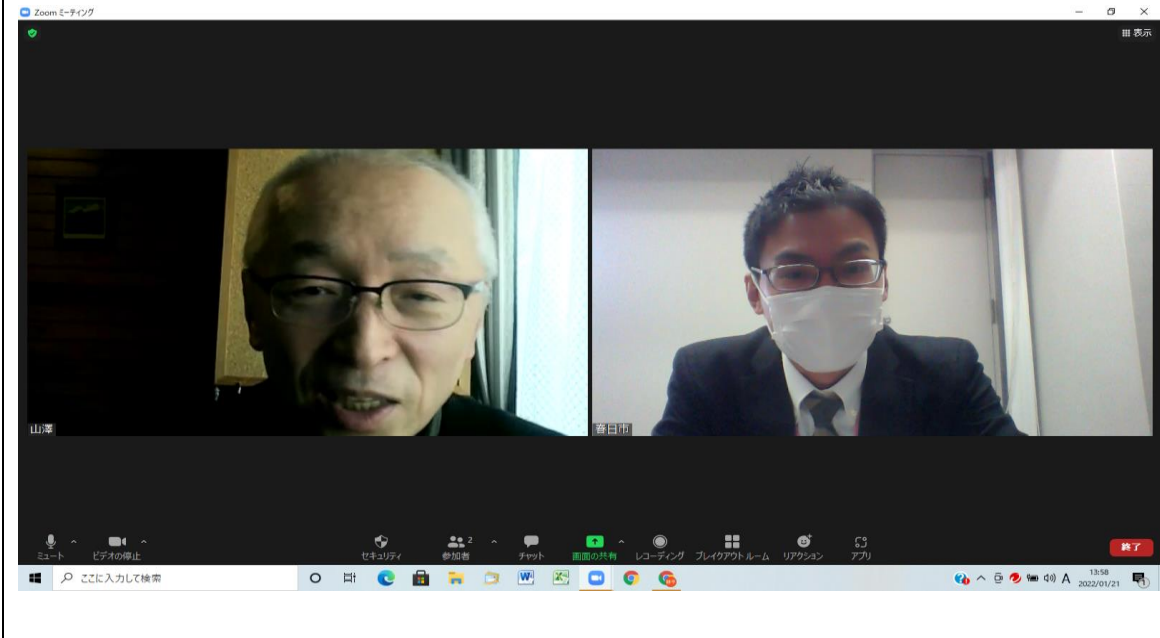 Zoom ミーティング
表示
山澤
春日市
ミュート
ビデオの停止
セキュリティ
2
参加者
チャット
画面の共有
レコーディング
ブレイクアウト ルーム
リアクション
アプリ
終了
ここに入力して検索
A
13:58
2022/01/21